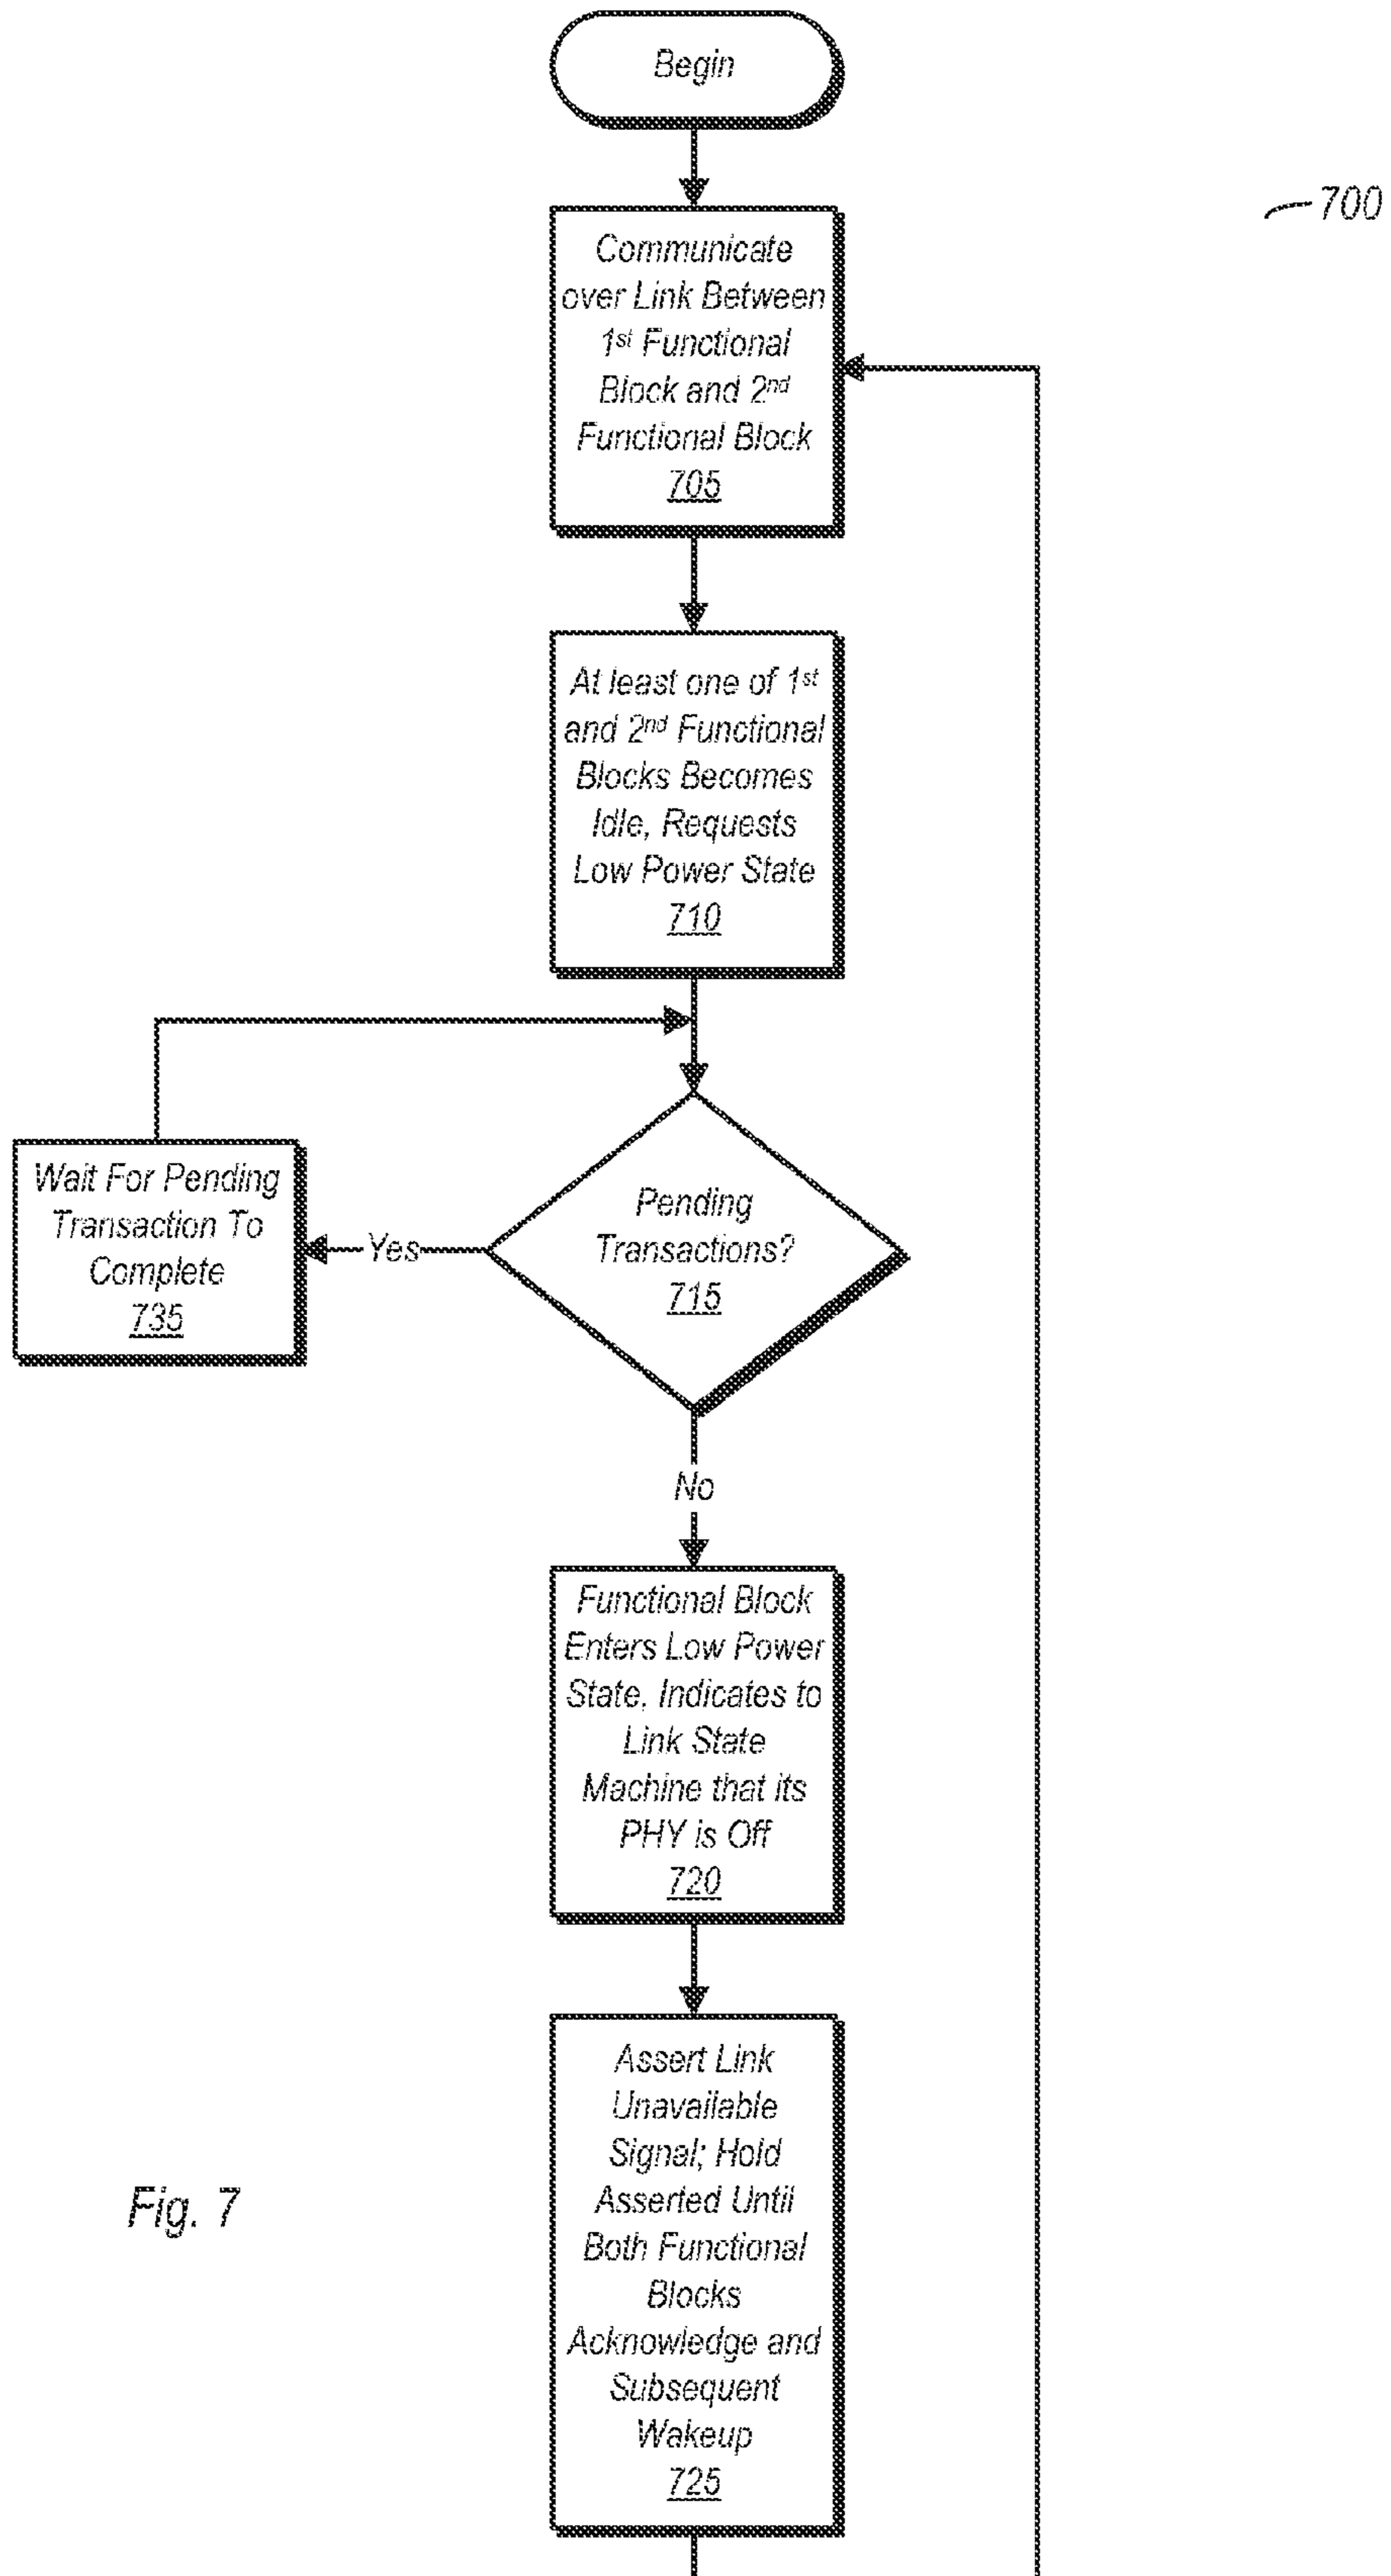 Begin
700
Communicate
over Link Between
1st Functional
Block and 2nd
Functional Block
705
At least one of 1st
and 2nd Functional
Blocks Becomes
Idle, Requests
Low Power State
710
Pending
Transactions?
715
Yes
Wait For Pending
Transaction To
Complete
735
No
Functional Block
Enters Low Power
State, Indicates to
Link State
Machine that its
PHY is Off
720
Assert Link
Unavailable
Signal; Hold
Asserted Until
Both Functional
Blocks
Acknowledge and
Subsequent
Wakeup
725
Fig. 7